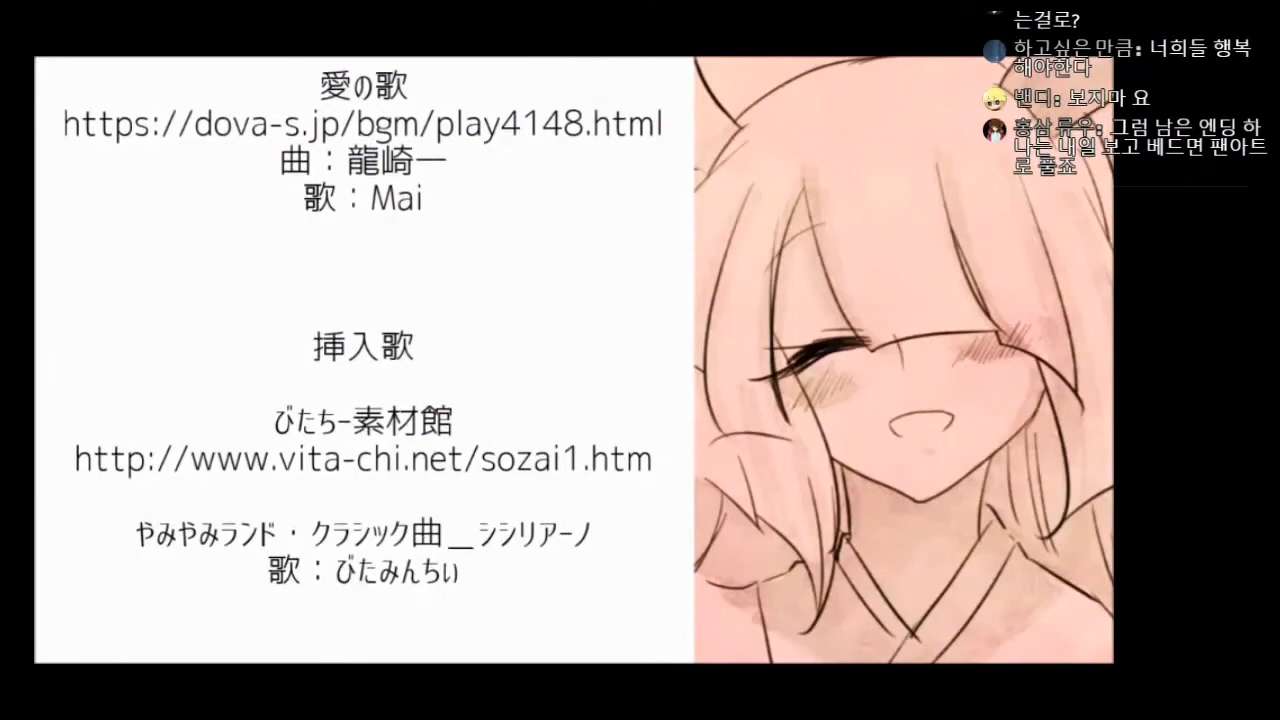 愛の歌
https://dova-s.jp/bgm/play4148.html
曲：龍崎一
歌：Mai
挿入歌
びたちー素材館
http://www.vita-chi.net/sozai1.htm
やみやみランド・クラシック曲＿シシリアーノ
歌：びたみんちぃ
는걸로?
하고싶은 만큼: 너희들 행복
해야한다
밴디: 보지마 요
홍삼 류우: 그럼 남은 엔딩 하
나는 내일 보고 베드면 팬아트
로 풀죠